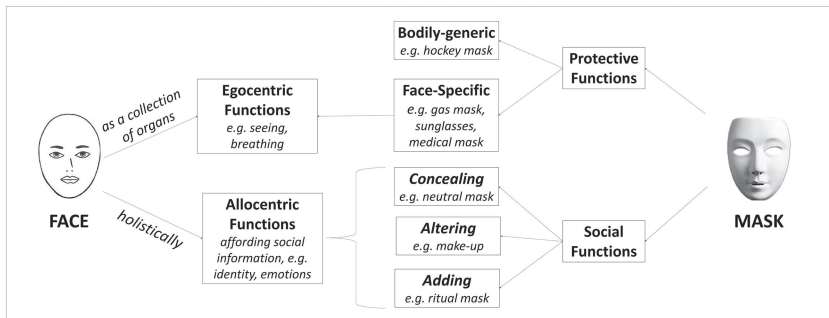 FACE
as a collection
of organs
holistically
Egocentric
Functions
e.g. seeing,
breathing
Allocentric
Functions
affording social
information, e.g.
identity, emotions
Bodily-generic
e.g. hockey mask
Face-Specific
e.g. gas mask,
sunglasses,
medical mask
Concealing
e.g. neutral mask
Altering
e.g. make-up
Adding
e.g. ritual mask
Protective
Functions
Social
Functions
MASK